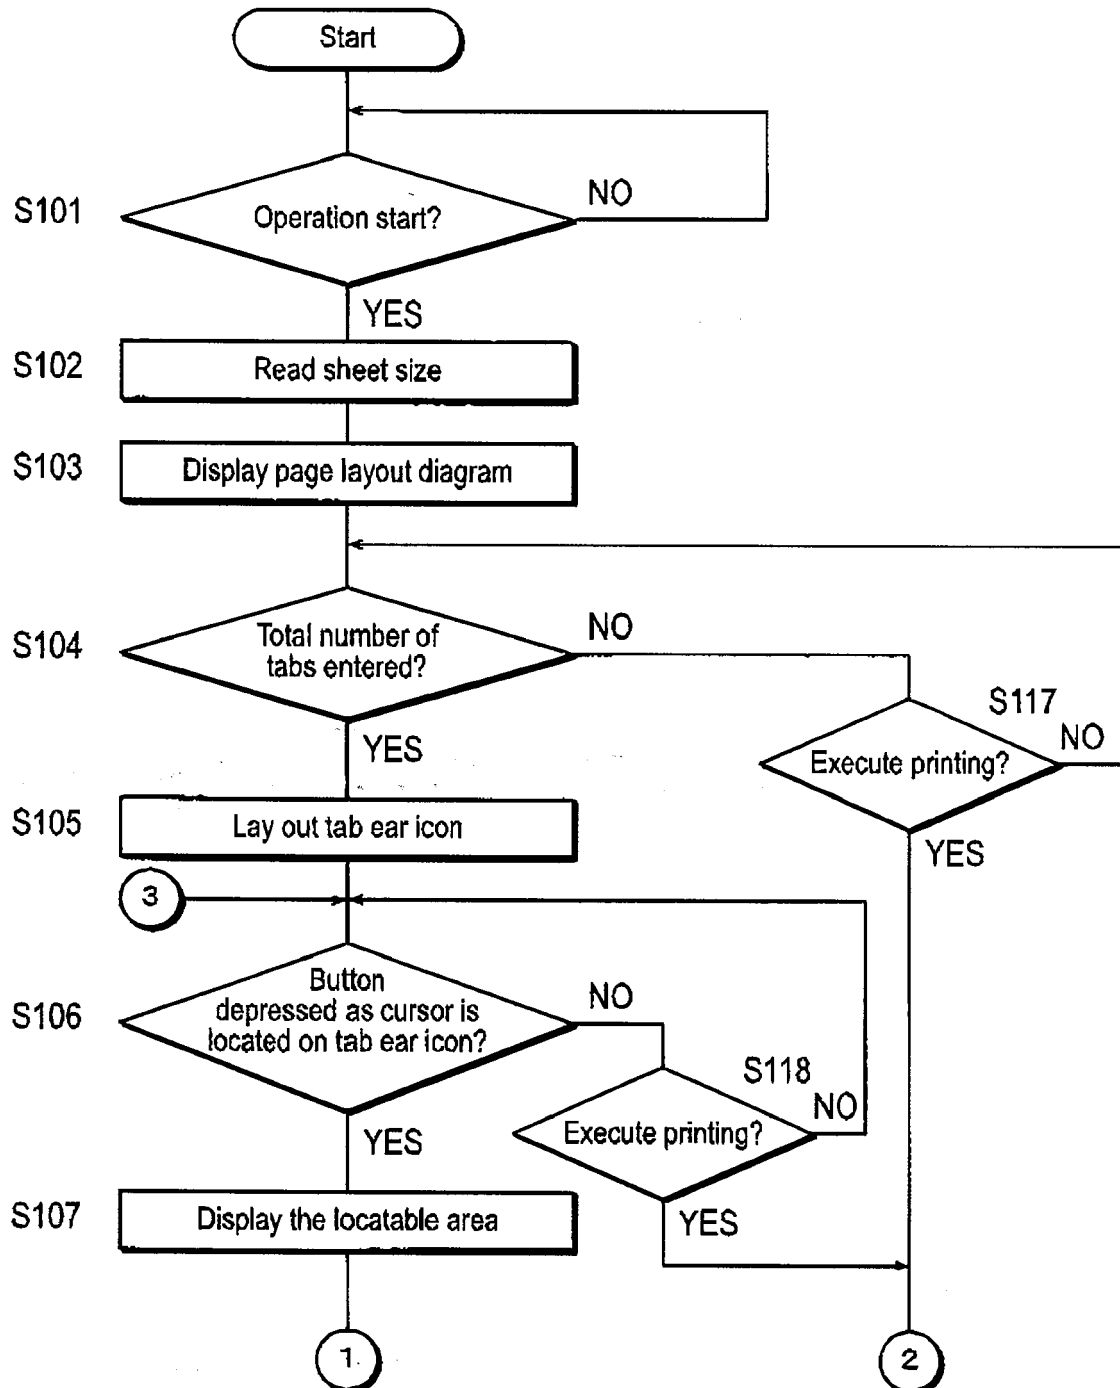 Start
S101
Operation start?
NO
YES
S102
Read sheet size
S103
Display page layout diagram
S104
Total number of
tabs entered?
NO
YES
S117
Execute printing?
NO
YES
S105
Lay out tab ear icon
3
S106
Button
depressed as cursor is
located on tab ear icon?
NO
YES
S118
Execute printing?
NO
YES
S107
Display the locatable area
1
2